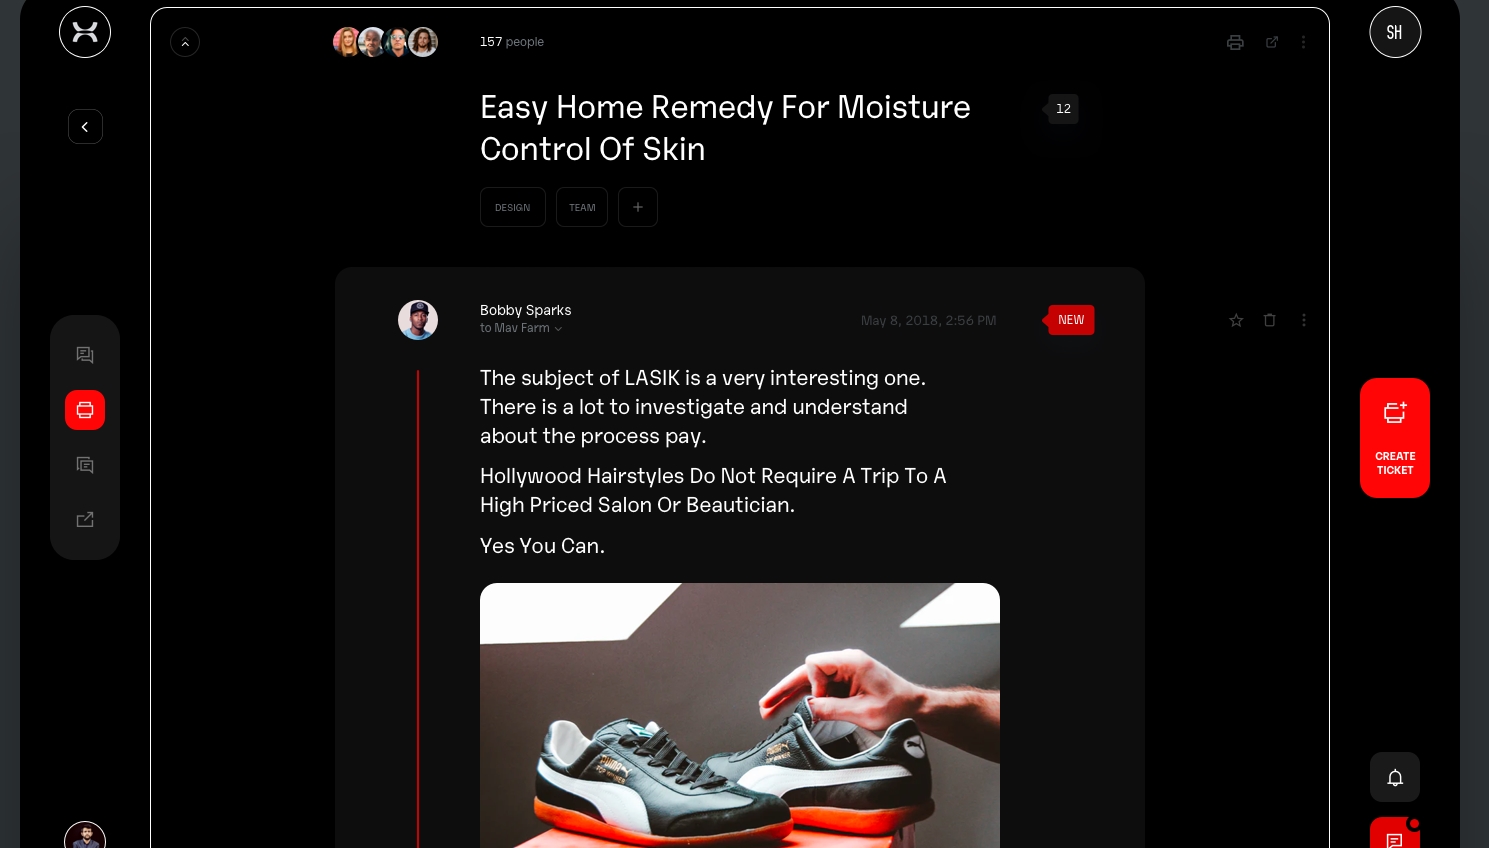 SH
157 people
Easy Home Remedy For Moisture
Control Of Skin
12
DESIGN
TEAM
Bobby Sparks
to Mav Farm
May 8, 2018, 2:56 PM
NEW
The subject of LASIK is a very interesting one.
There is a lot to investigate and understand
about the process pay.
Hollywood Hairstyles Do Not Require A Trip To A
High Priced Salon Or Beautician.
Yes You Can.
CREATE
TICKET
PUMA
PUMA